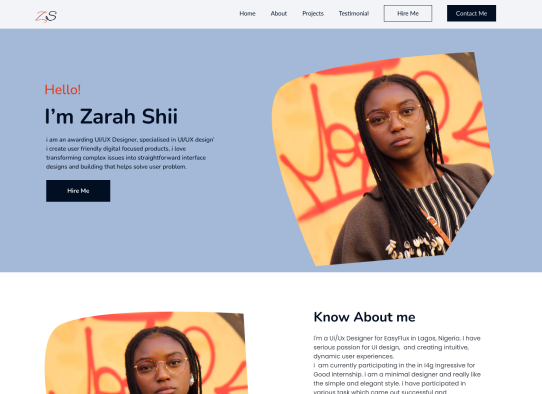 ZS
Home About Projects Testimonial Hire Me Contact Me
Hello!
I'm Zarah Shii
i am an awarding UI/UX Designer, specialised in UI/UX design'
i create user friendly digital focused products, i love
transforming complex issues into straightforward interface
designs and building that helps solve user problem.
Hire Me
Know About me
I'm a Ui/Ux Designer for EasyFlux in Lagos, Nigeria. I have
serious passion for UI design, and creating intuitive,
dynamic user experiences.
i am currently participating in the in I4g Ingressive for
Good internship. i am a minimal designer and really like
the simple and elegant style. i have participated in
various task which came out successful and